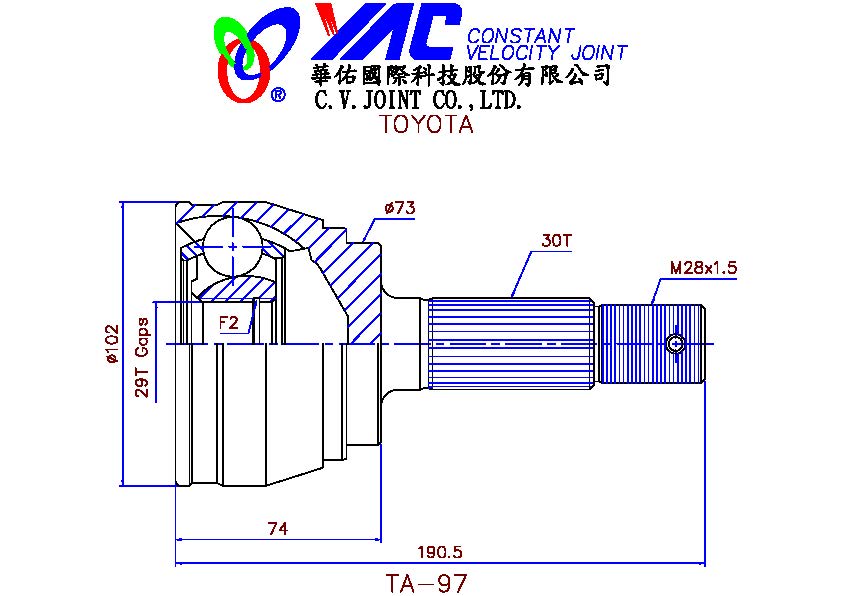 YAC CONSTANT
VELOCITY JOINT
®
華佑國際科技股份有限公司
C.V.JOINT CO.,LTD.
TOYOTA
ø73
30T
M28x1.5
F2
ø102
29T Gaps
74
190.5
TA-97